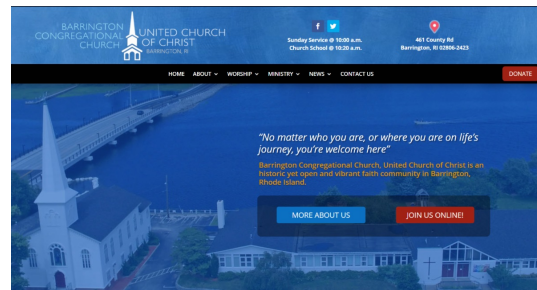 BARRINGTON
CONGREGATIONAL
CHURCH
UNITED CHURCH
OF CHRIST
BARRINGTON, RI
Sunday Service @ 10:00 a.m.
Church School @ 10:20 a.m.
461 County Rd
Barrington, RI 02806-2423
HOME ABOUT WORSHIP MINISTRY NEWS CONTACT US
DONATE
“No matter who you are, or where you are on life’s
journey, you’re welcome here”
Barrington Congregational Church, United Church of Christ is an
historic yet open and vibrant faith community in Barrington,
Rhode Island.
MORE ABOUT US
JOIN US ONLINE!